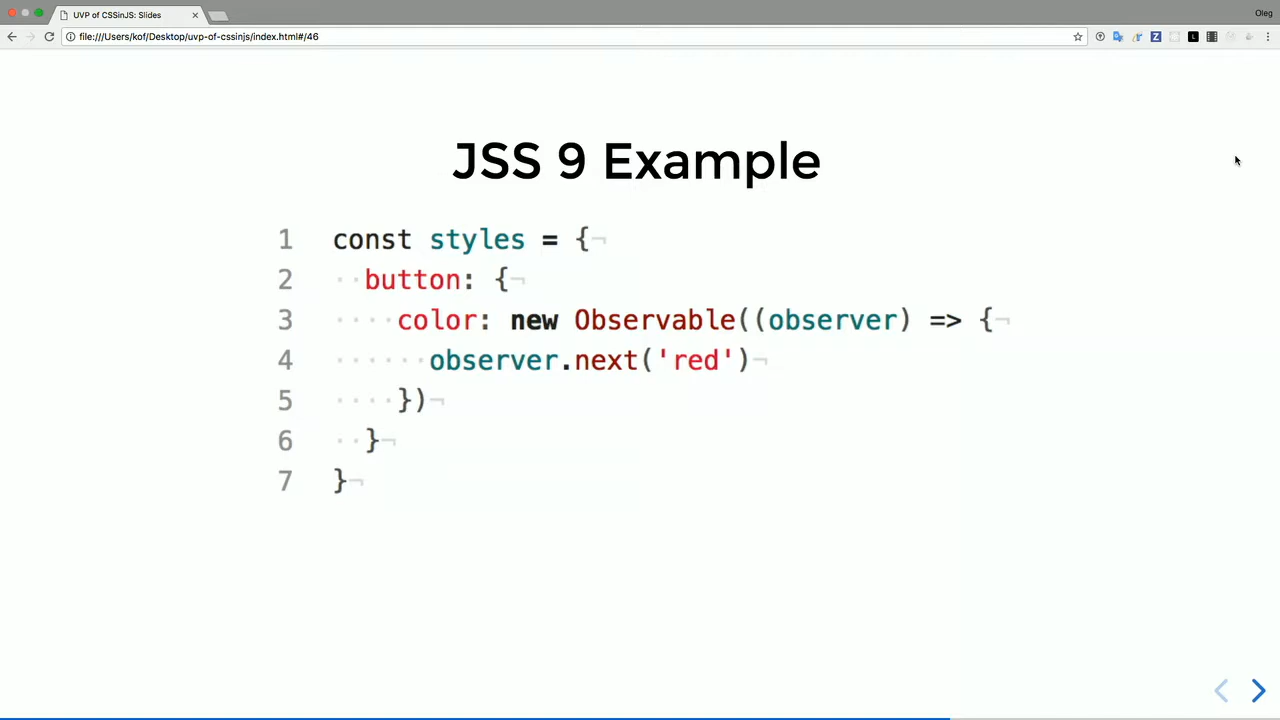 UVP of CSSinJS: Slides
Oleg
file:///Users/kof/Desktop/uvp-of-cssinjs/index.html#/46
JSS 9 Example
1 const styles = {¬
2 ··button: {¬
3 ····color: new Observable((observer) => {¬
4 ······observer.next('red')¬
5 ····})¬
6 ··}¬
7 }¬